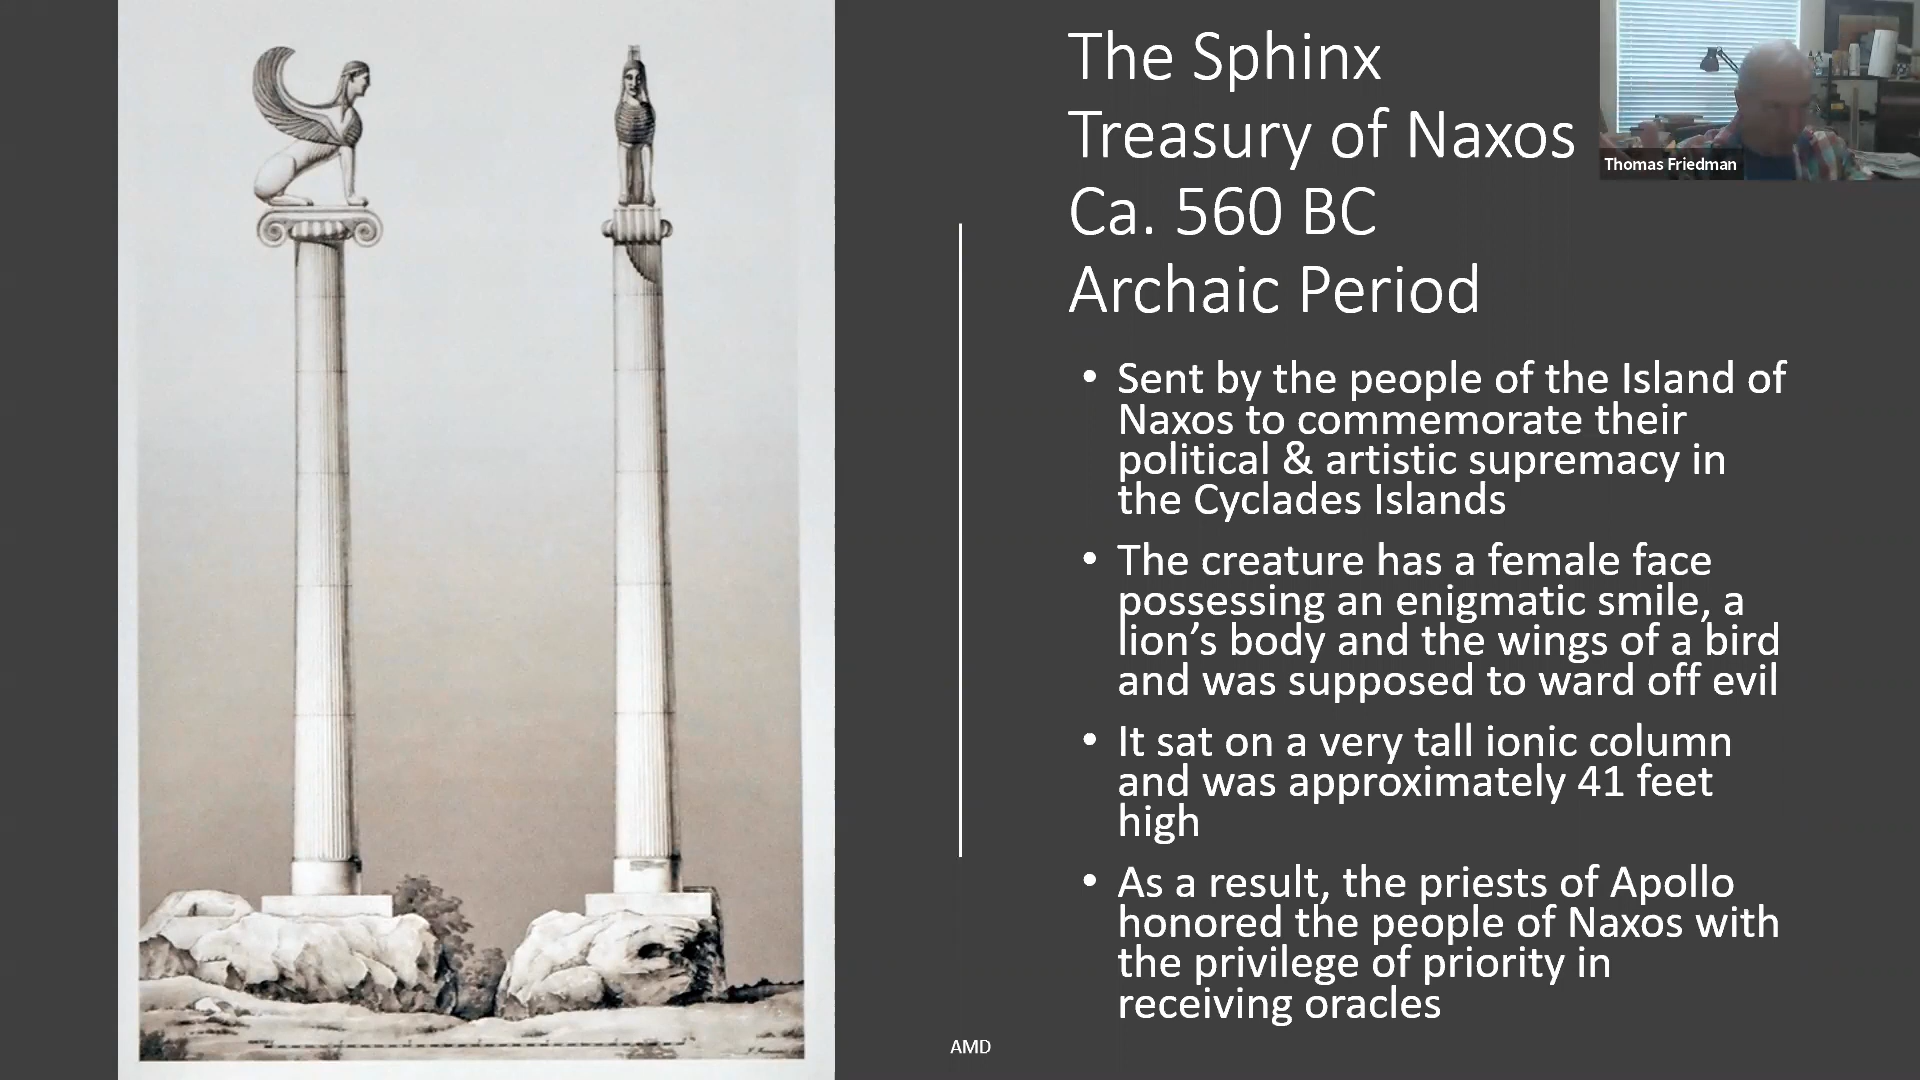 The Sphinx
Treasury of Naxos
Ca. 560 BC
Archaic Period
Thomas Friedman
• Sent by the people of the Island of
Naxos to commemorate their
political & artistic supremacy in
the Cyclades Islands
• The creature has a female face
possessing an enigmatic smile, a
lion’s body and the wings of a bird
and was supposed to ward off evil
• It sat on a very tall ionic column
and was approximately 41 feet
high
• As a result, the priests of Apollo
honored the people of Naxos with
the privilege of priority in
receiving oracles
AMD